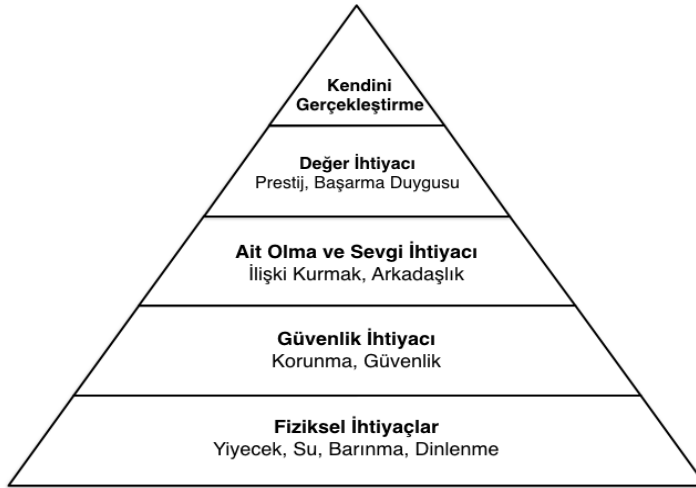 Kendini
Gerçekleştirme
Değer İhtiyacı
Prestij, Başarma Duygusu
Ait Olma ve Sevgi İhtiyacı
İlişki Kurmak, Arkadaşlık
Güvenlik İhtiyacı
Korunma, Güvenlik
Fiziksel İhtiyaçlar
Yiyecek, Su, Barınma, Dinlenme